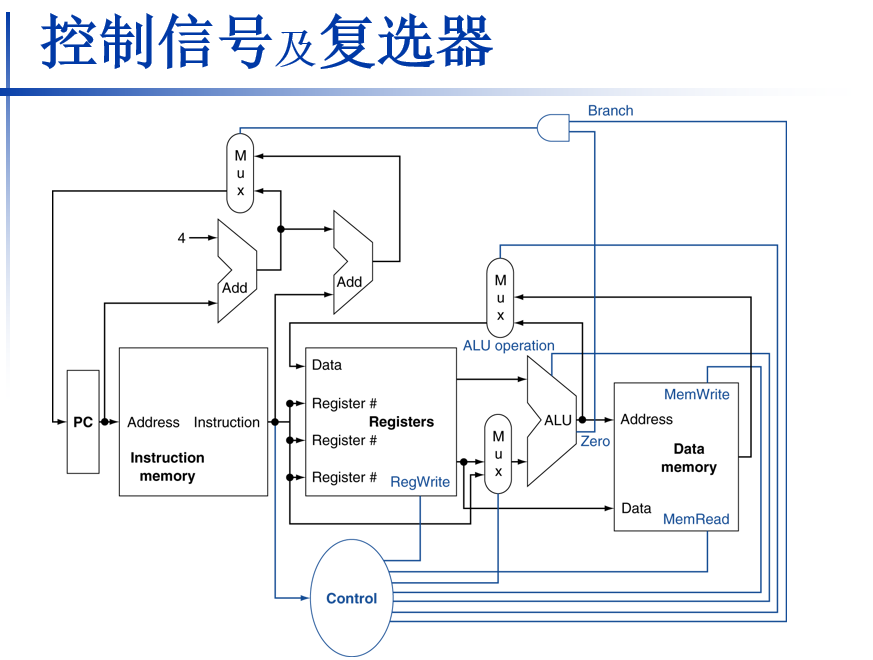 控制信号及复选器
Branch
M
u
x
4
Add
Add
M
u
x
ALU operation
Data
MemWrite
Register #
PC
Address
Instruction
Registers
ALU
Address
M
u
x
Register #
Zero
Data
memory
Instruction
memory
Register #
RegWrite
Data
MemRead
Control